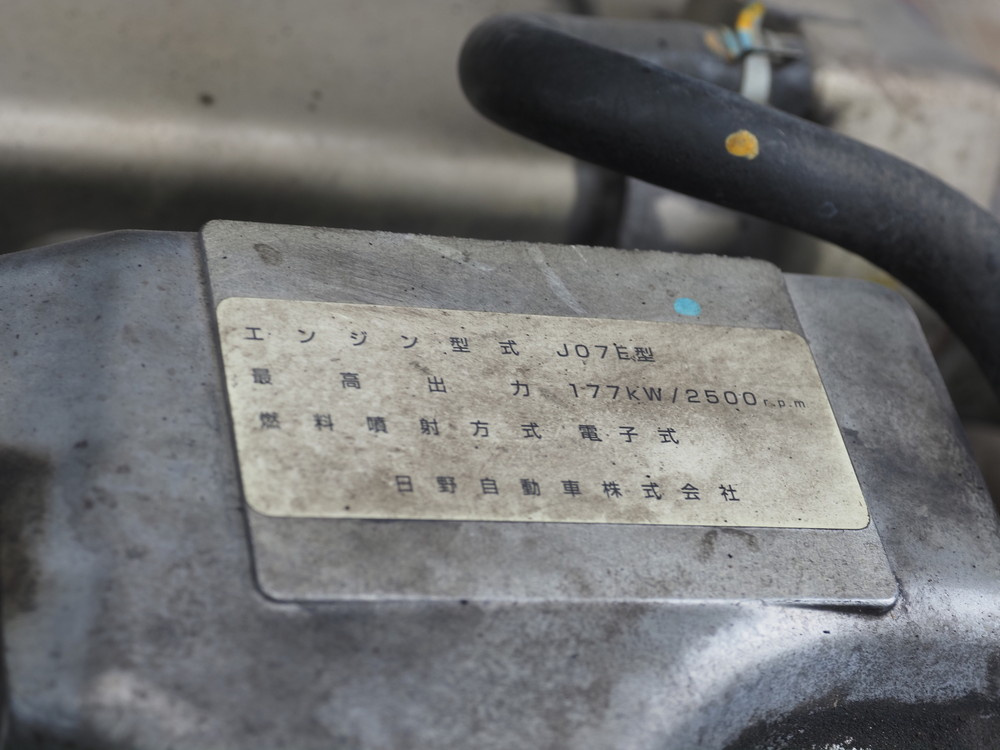 エンジン型式 J07E型
最高出力 177kW/2500r.p.m
燃料噴射方式 電子式
日野自動車株式会社